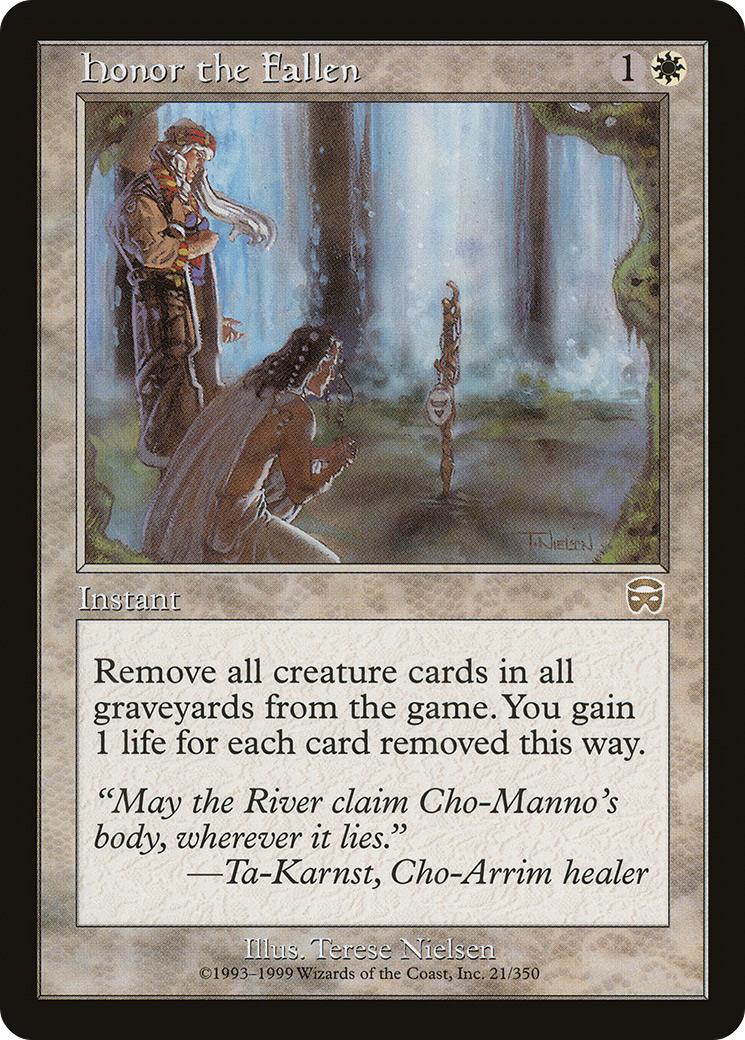 Honor the Fallen 1
T. NIELSEN
Instant
Remove all creature cards in all
graveyards from the game. You gain
1 life for each card removed this way.
“May the River claim Cho-Manno’s
body, wherever it lies.”
—Ta-Karnst, Cho-Arrim healer
Illus. Terese Nielsen
©1993–1999 Wizards of the Coast, Inc. 21/350